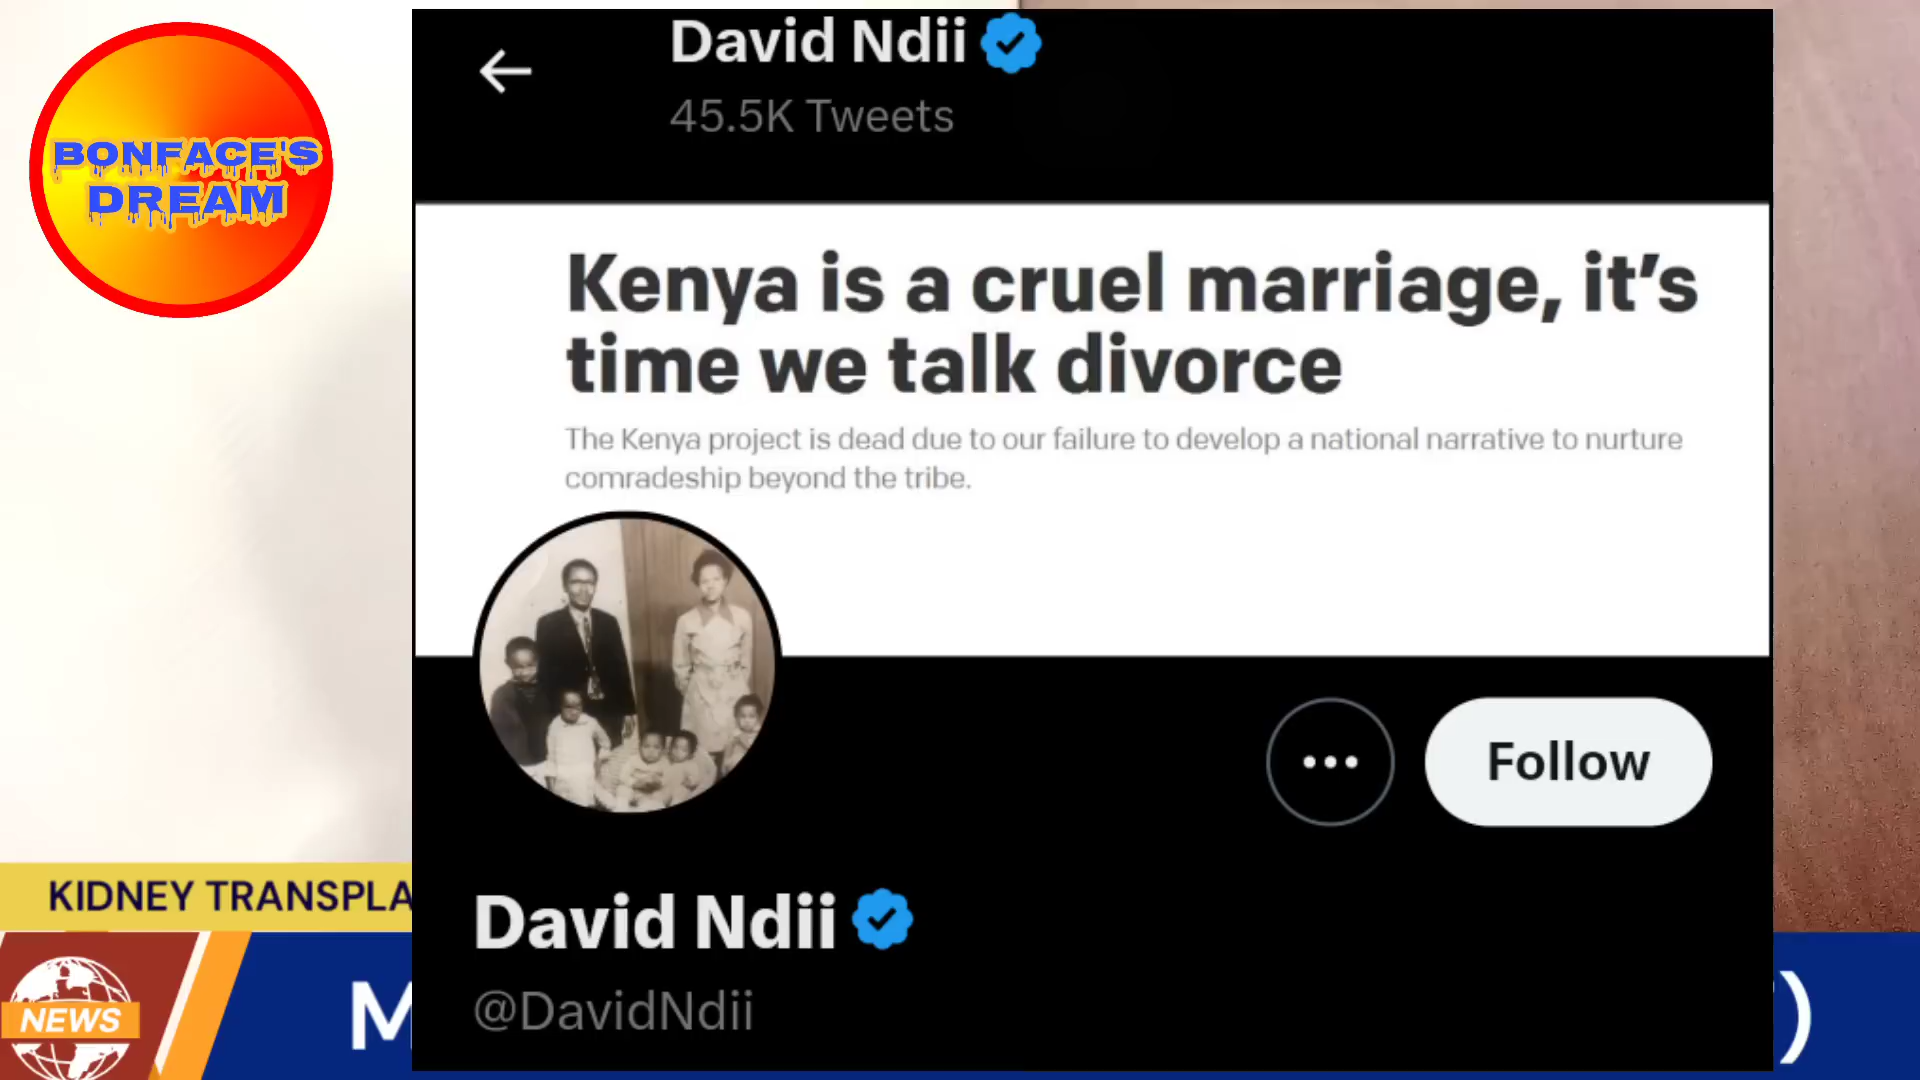 BONFACE'S
DREAM
David Ndii
45.5K Tweets
Kenya is a cruel marriage, it's
time we talk divorce
The Kenya project is dead due to our failure to develop a national narrative to nurture
comradeship beyond the tribe.
Follow
David Ndii
@DavidNdii
KIDNEY
NEWS